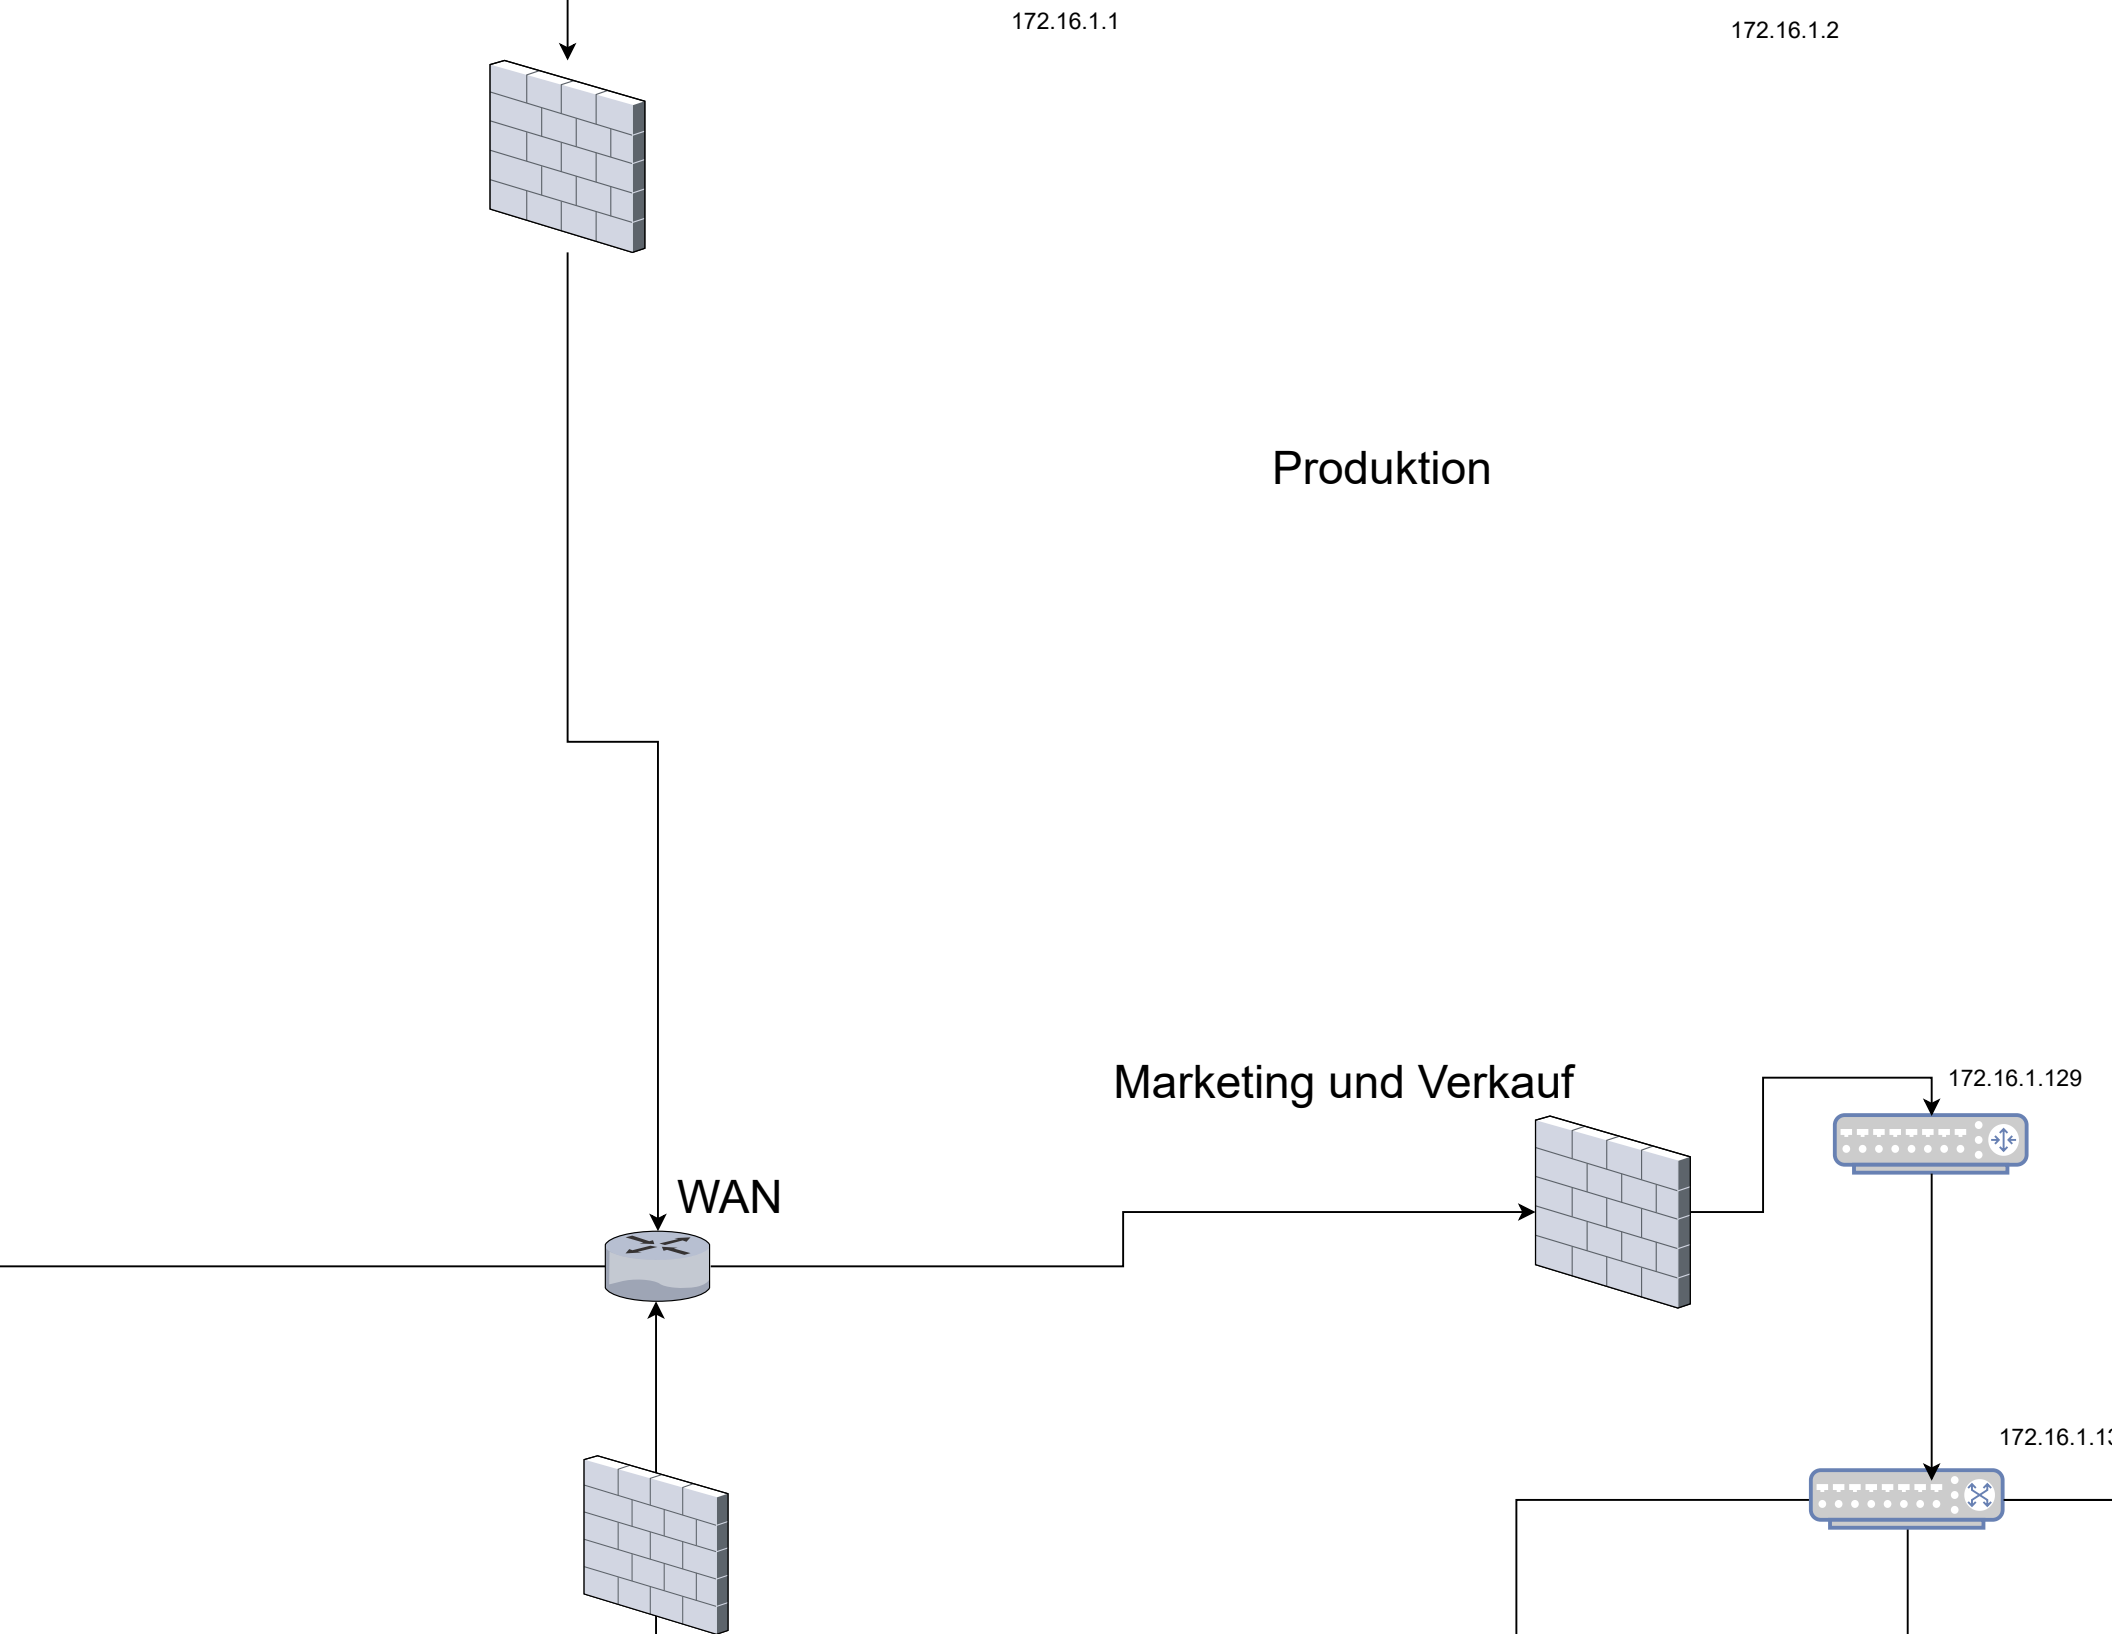 172.16.1.1
172.16.1.2
Produktion
Marketing und Verkauf
172.16.1.129
WAN